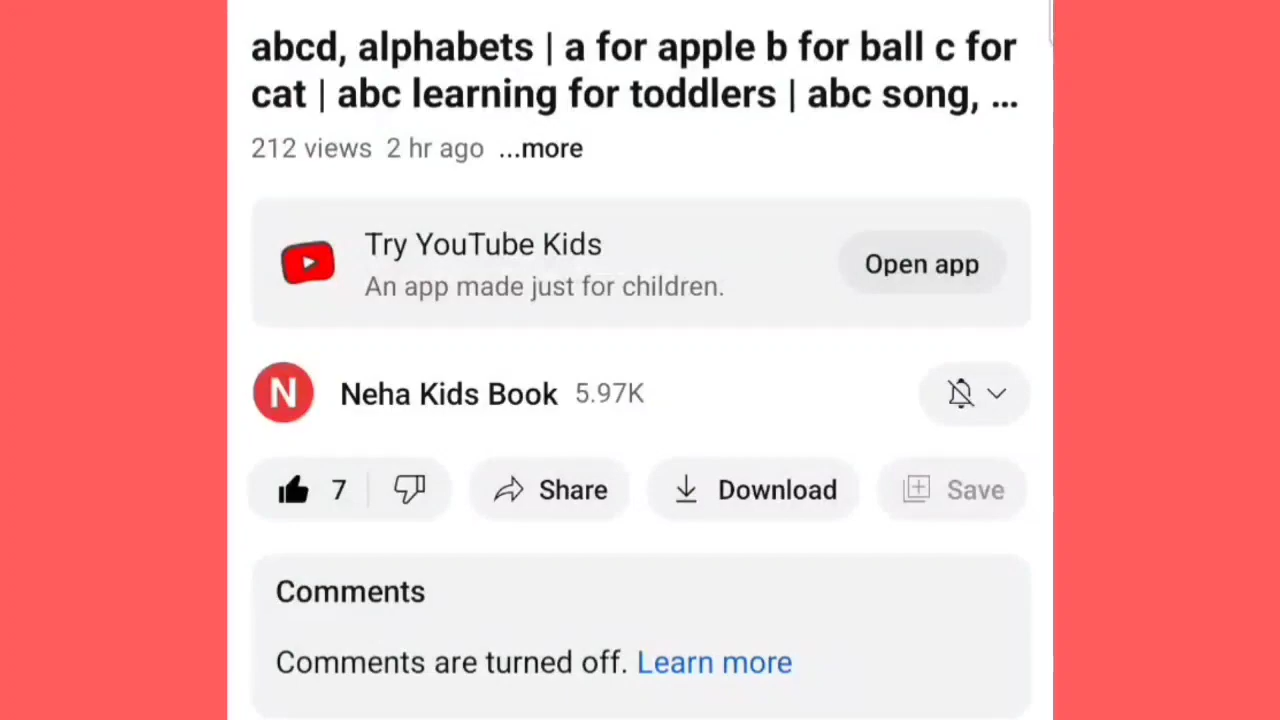 abcd, alphabets | a for apple b for ball c for
cat | abc learning for toddlers | abc song, ...
212 views 2 hr ago ...more
Try YouTube Kids
An app made just for children.
Open app
N Neha Kids Book 5.97K
7 Share Download Save
Comments
Comments are turned off. Learn more